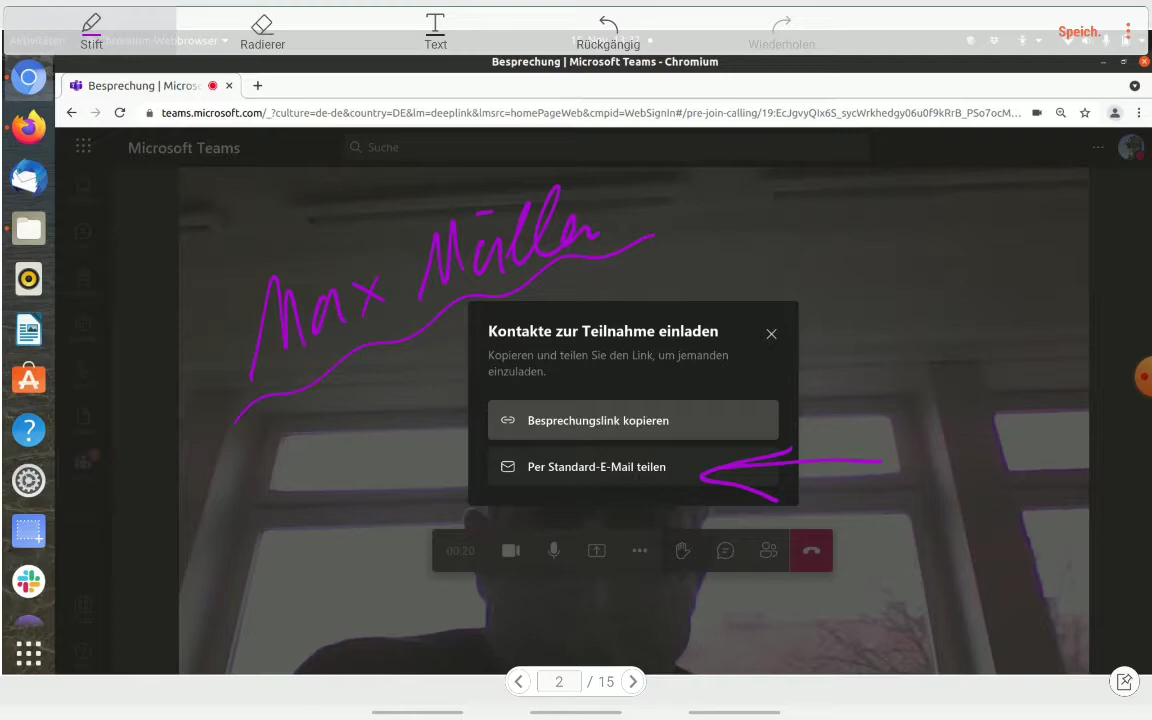 Stift
Radierer
Text
Rückgängig
Wiederholen
Speich.
Besprechung | Microsoft Teams - Chromium
Besprechung | Microsc
teams.microsoft.com/_?culture=de-de&country=DE&lm=deeplink&lmsrc=homePageWeb&cmpid=WebSignIn#/pre-join-calling/19:EcJgvyQIx6S_sycWrkhedgy06u0f9kRrB_PSo7ocM...
Microsoft Teams
Suche
Max Müller
Kontakte zur Teilnahme einladen
Kopieren und teilen Sie den Link, um jemanden
einzuladen.
Besprechungslink kopieren
Per Standard-E-Mail teilen
00:20
2 / 15